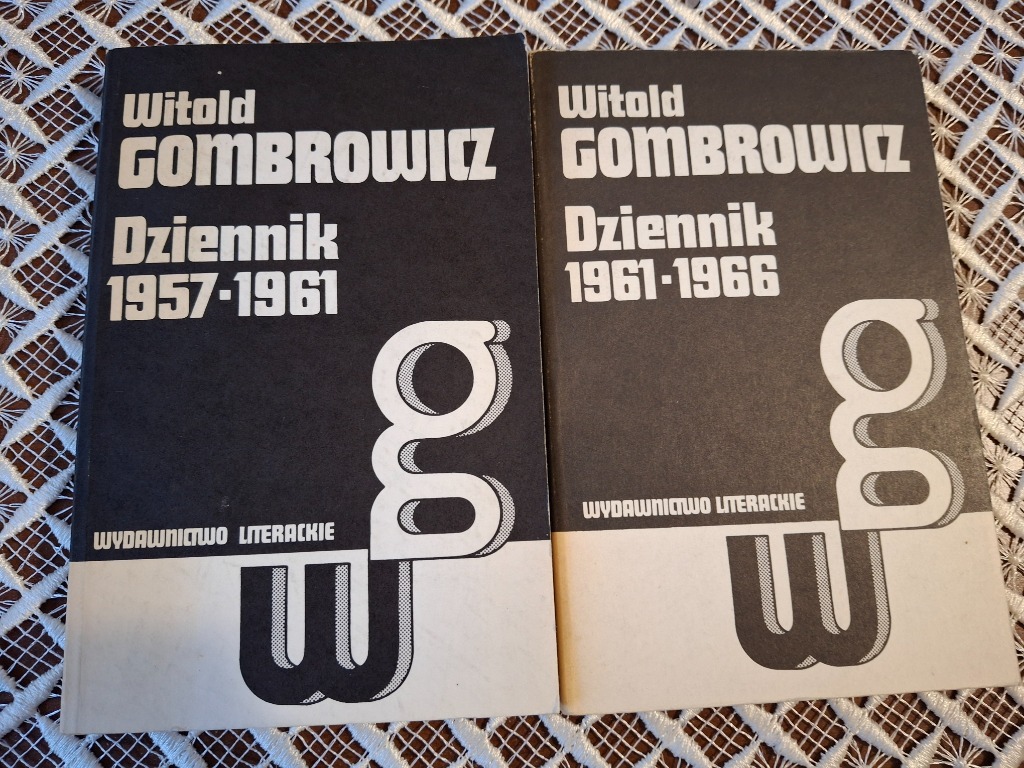 Witold
GOMBROWICZ
Dziennik
1957·1961
WYDAWNICTWO LITERACKIE
g
w
Witold
GOMBROWICZ
Dziennik
1961·1966
WYDAWNICTWO LITERACKIE
g
w